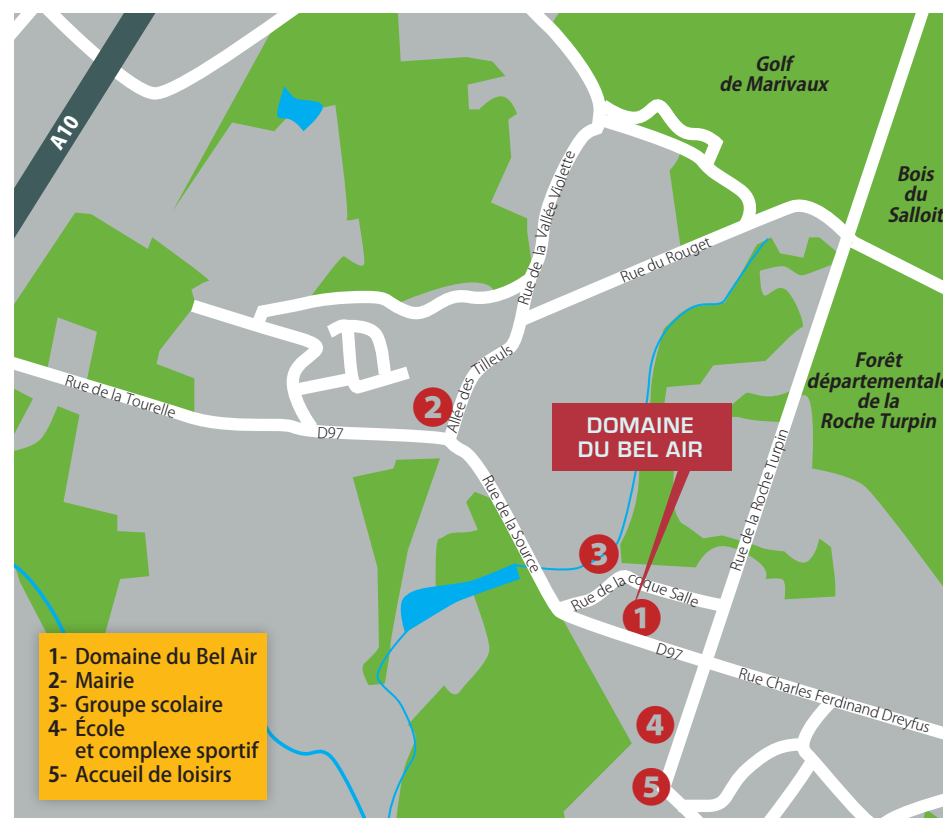 Golf
de Marivaux
A10
Bois
du
Salloit
Rue de la Vallée Violette
Rue du Rouget
Allée des Tilleuls
Forêt
départementale
de la
Roche Turpin
Rue de la Tourelle
2
D97
DOMAINE
DU BEL AIR
Rue de la Roche Turpin
Rue de la Source
3
Rue de la coque Salle
1
D97
Rue Charles Ferdinand Dreyfus
4
5
1- Domaine du Bel Air
2- Mairie
3- Groupe scolaire
4- École
et complexe sportif
5- Accueil de loisirs